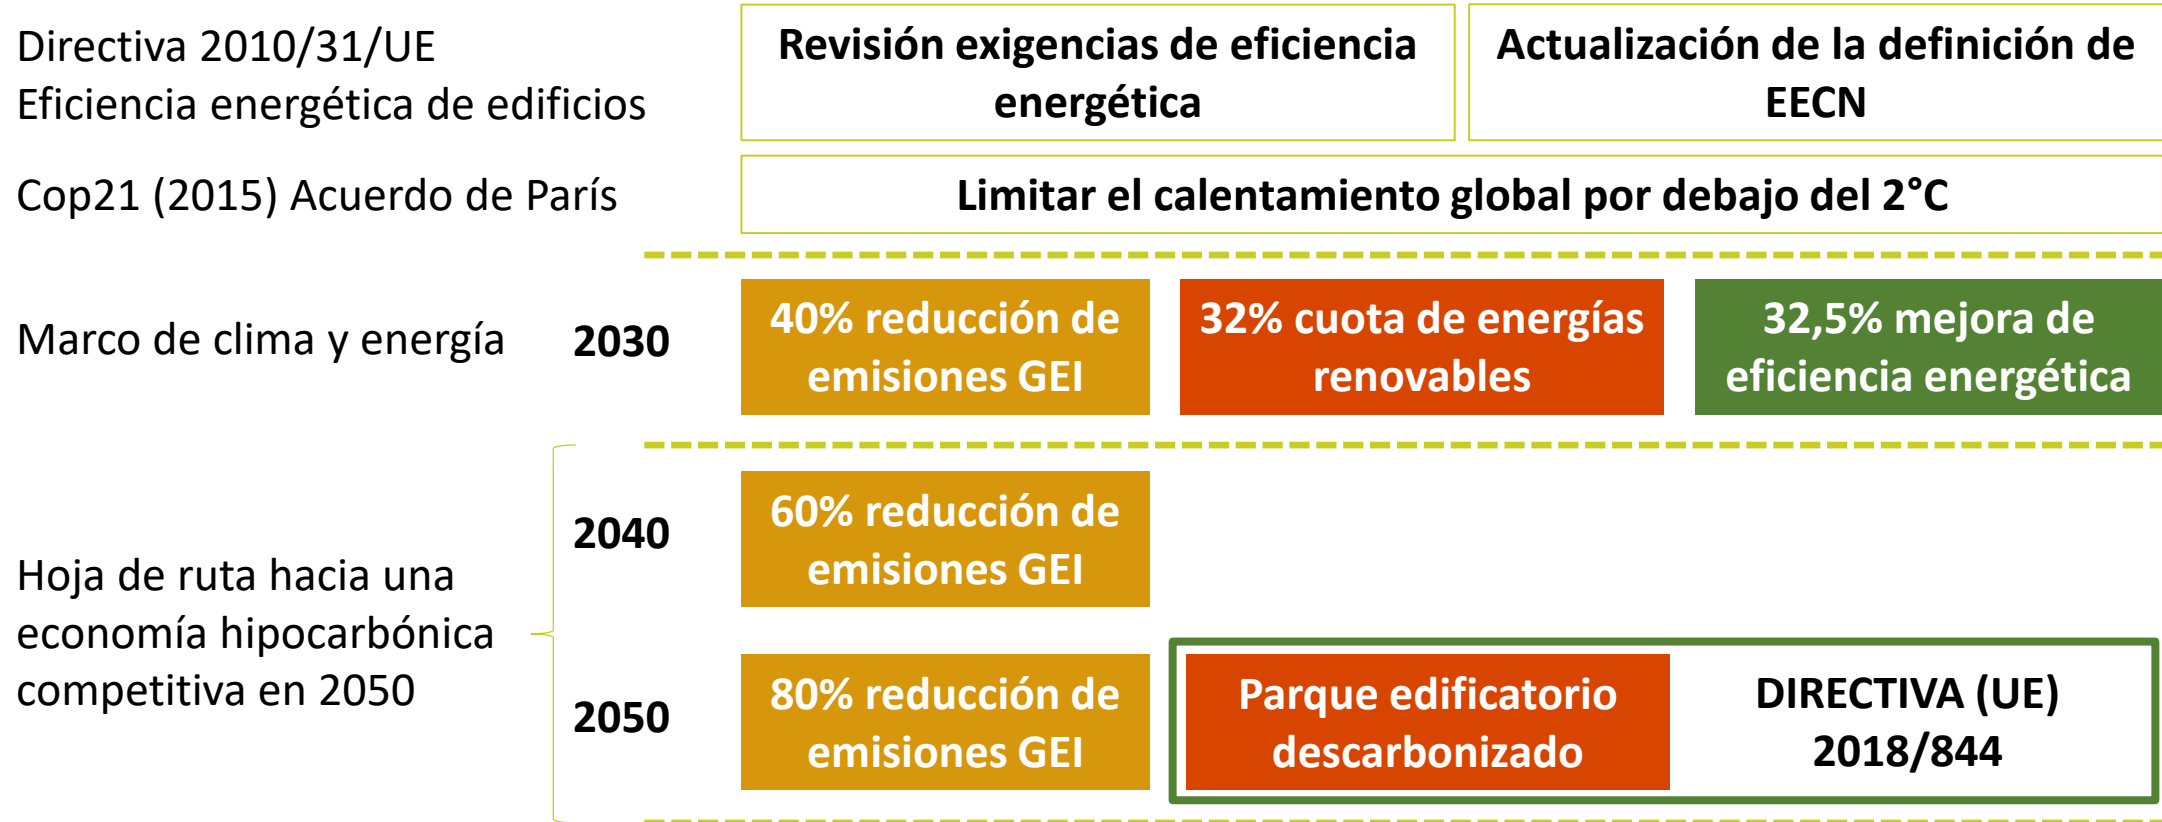 Directiva 2010/31/UE
Eficiencia energética de edificios
Revisión exigencias de eficiencia
energética
Actualización de la definición de
EECN
Cop21 (2015) Acuerdo de París
Limitar el calentamiento global por debajo del 2°C
Marco de clima y energía
2030
40% reducción de
emisiones GEI
32% cuota de energías
renovables
32,5% mejora de
eficiencia energética
Hoja de ruta hacia una
economía hipocarbónica
competitiva en 2050
2040
60% reducción de
emisiones GEI
2050
80% reducción de
emisiones GEI
Parque edificatorio
descarbonizado
DIRECTIVA (UE)
2018/844